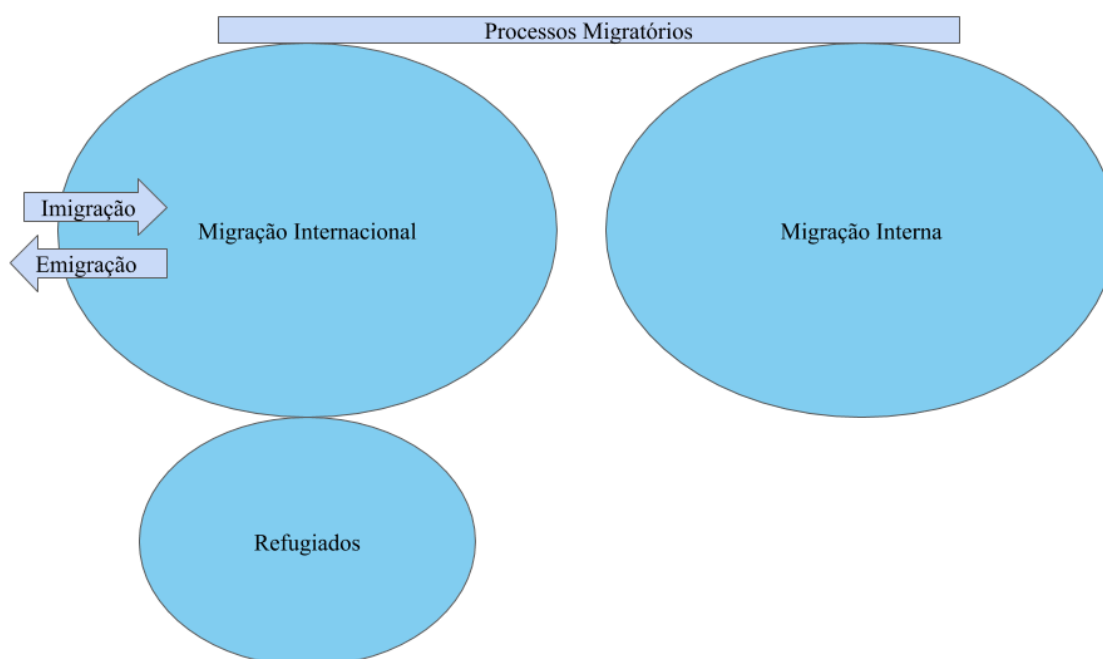 Processos Migratórios
Imigração
Emigração
Migração Internacional
Migração Interna
Refugiados